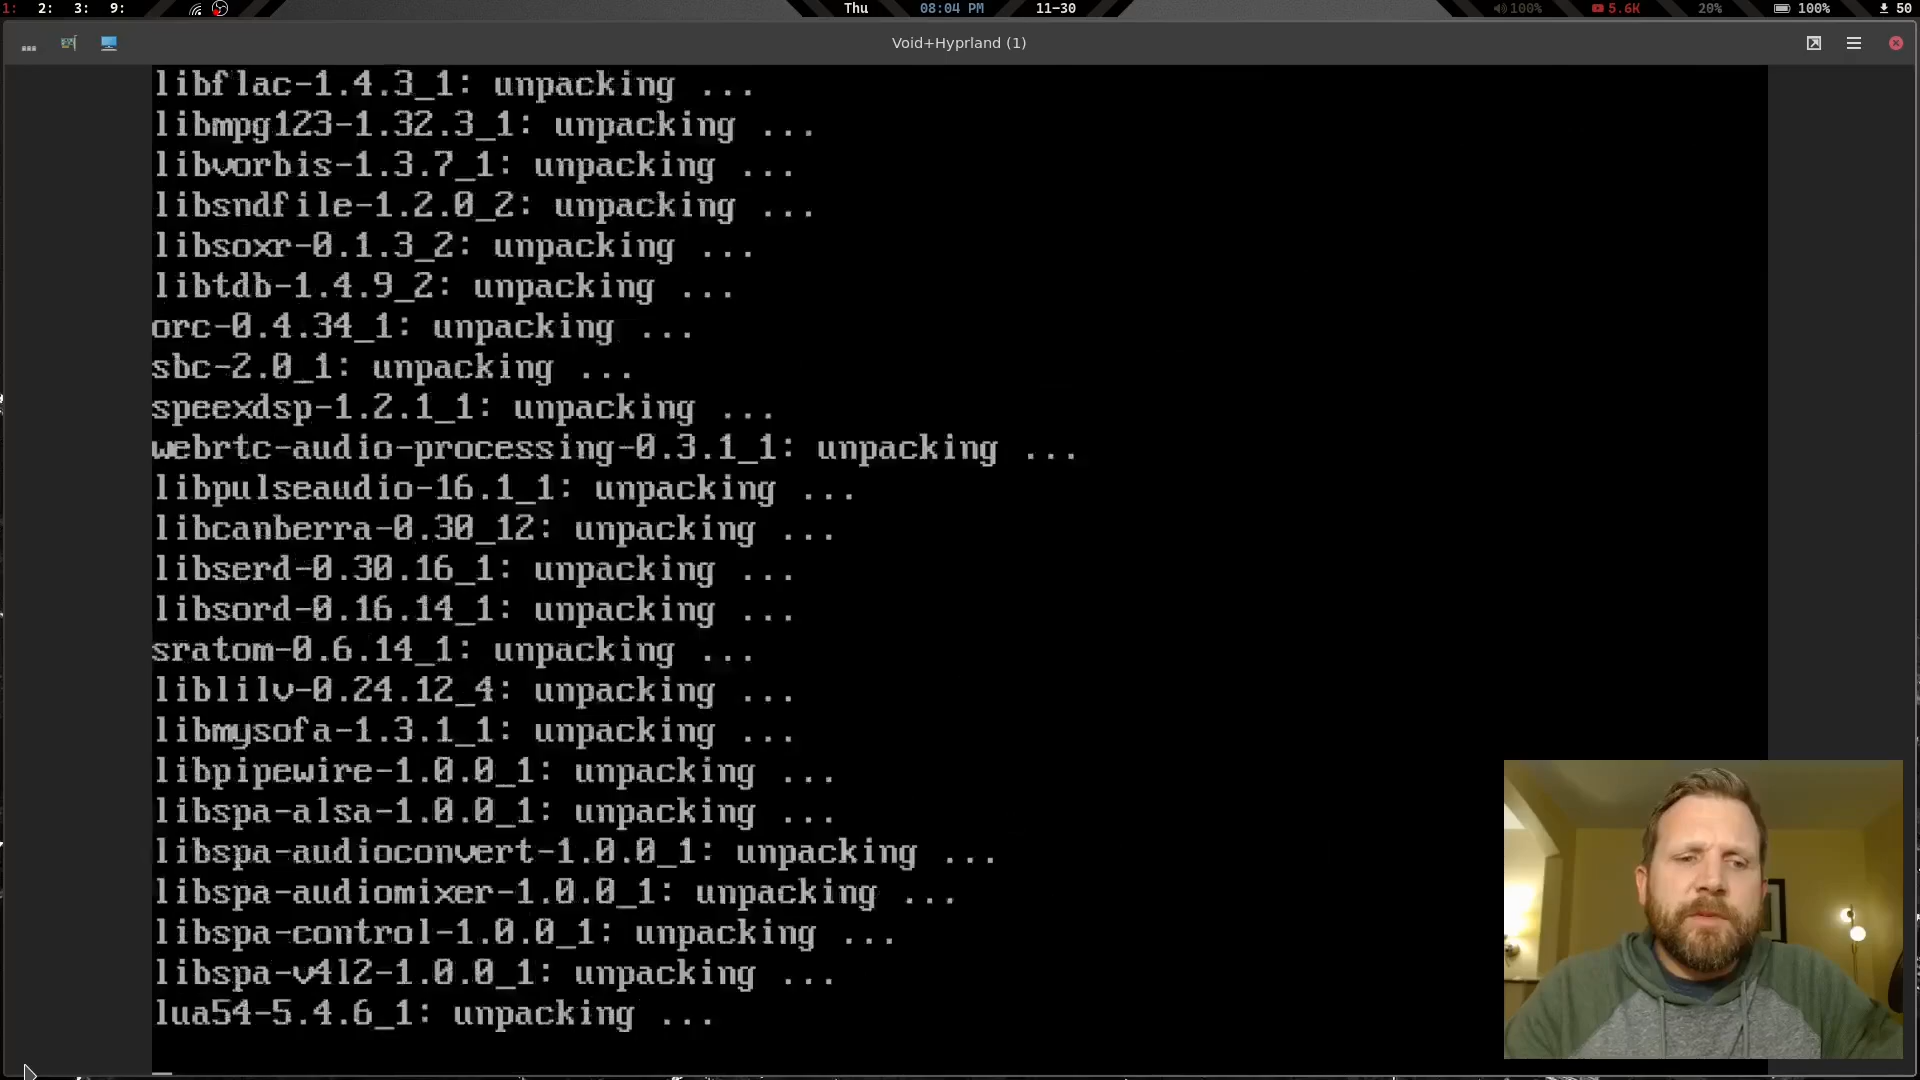 1: 2: 3: 9: Thu 08:04 PM 11-30 100% 5.6K 20% 100% 50
Void+Hyprland (1)
libflac-1.4.3_1: unpacking ...
libmpg123-1.32.3_1: unpacking ...
libvorbis-1.3.7_1: unpacking ...
libsndfile-1.2.0_2: unpacking ...
libsoxr-0.1.3_2: unpacking ...
libtdb-1.4.9_2: unpacking ...
orc-0.4.34_1: unpacking ...
sbc-2.0_1: unpacking ...
speexdsp-1.2.1_1: unpacking ...
webrtc-audio-processing-0.3.1_1: unpacking ...
libpulseaudio-16.1_1: unpacking ...
libcanberra-0.30_12: unpacking ...
libserd-0.30.16_1: unpacking ...
libsord-0.16.14_1: unpacking ...
sratom-0.6.14_1: unpacking ...
liblilv-0.24.12_4: unpacking ...
libmysofa-1.3.1_1: unpacking ...
libpipewire-1.0.0_1: unpacking ...
libspa-alsa-1.0.0_1: unpacking ...
libspa-audioconvert-1.0.0_1: unpacking ...
libspa-audiomixer-1.0.0_1: unpacking ...
libspa-control-1.0.0_1: unpacking ...
libspa-v4l2-1.0.0_1: unpacking ...
lua54-5.4.6_1: unpacking ...